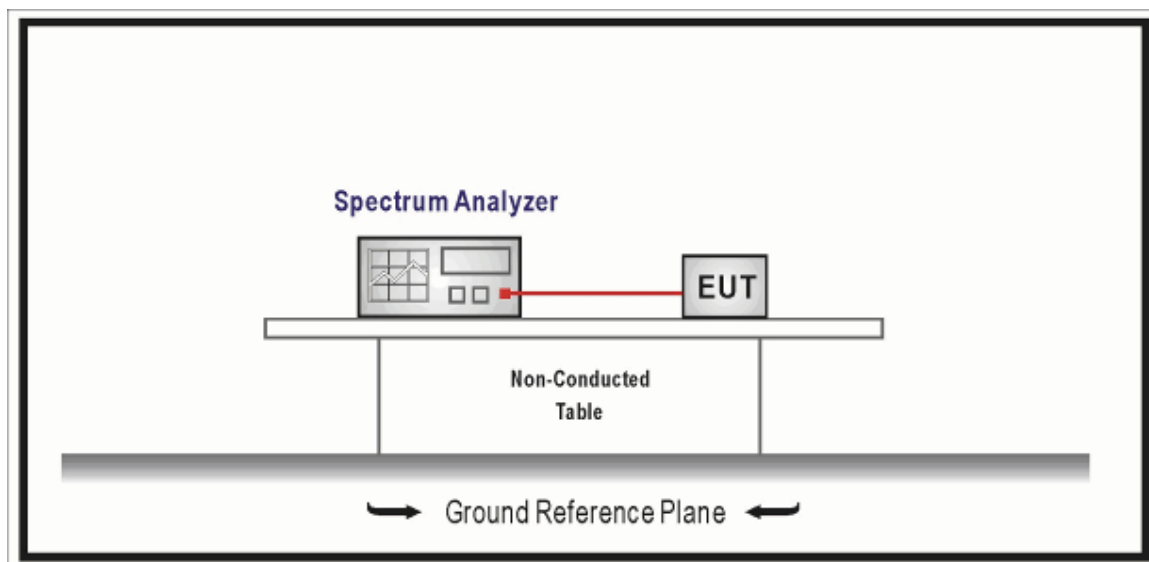 Spectrum Analyzer
EUT
Non-Conducted
Table
Ground Reference Plane